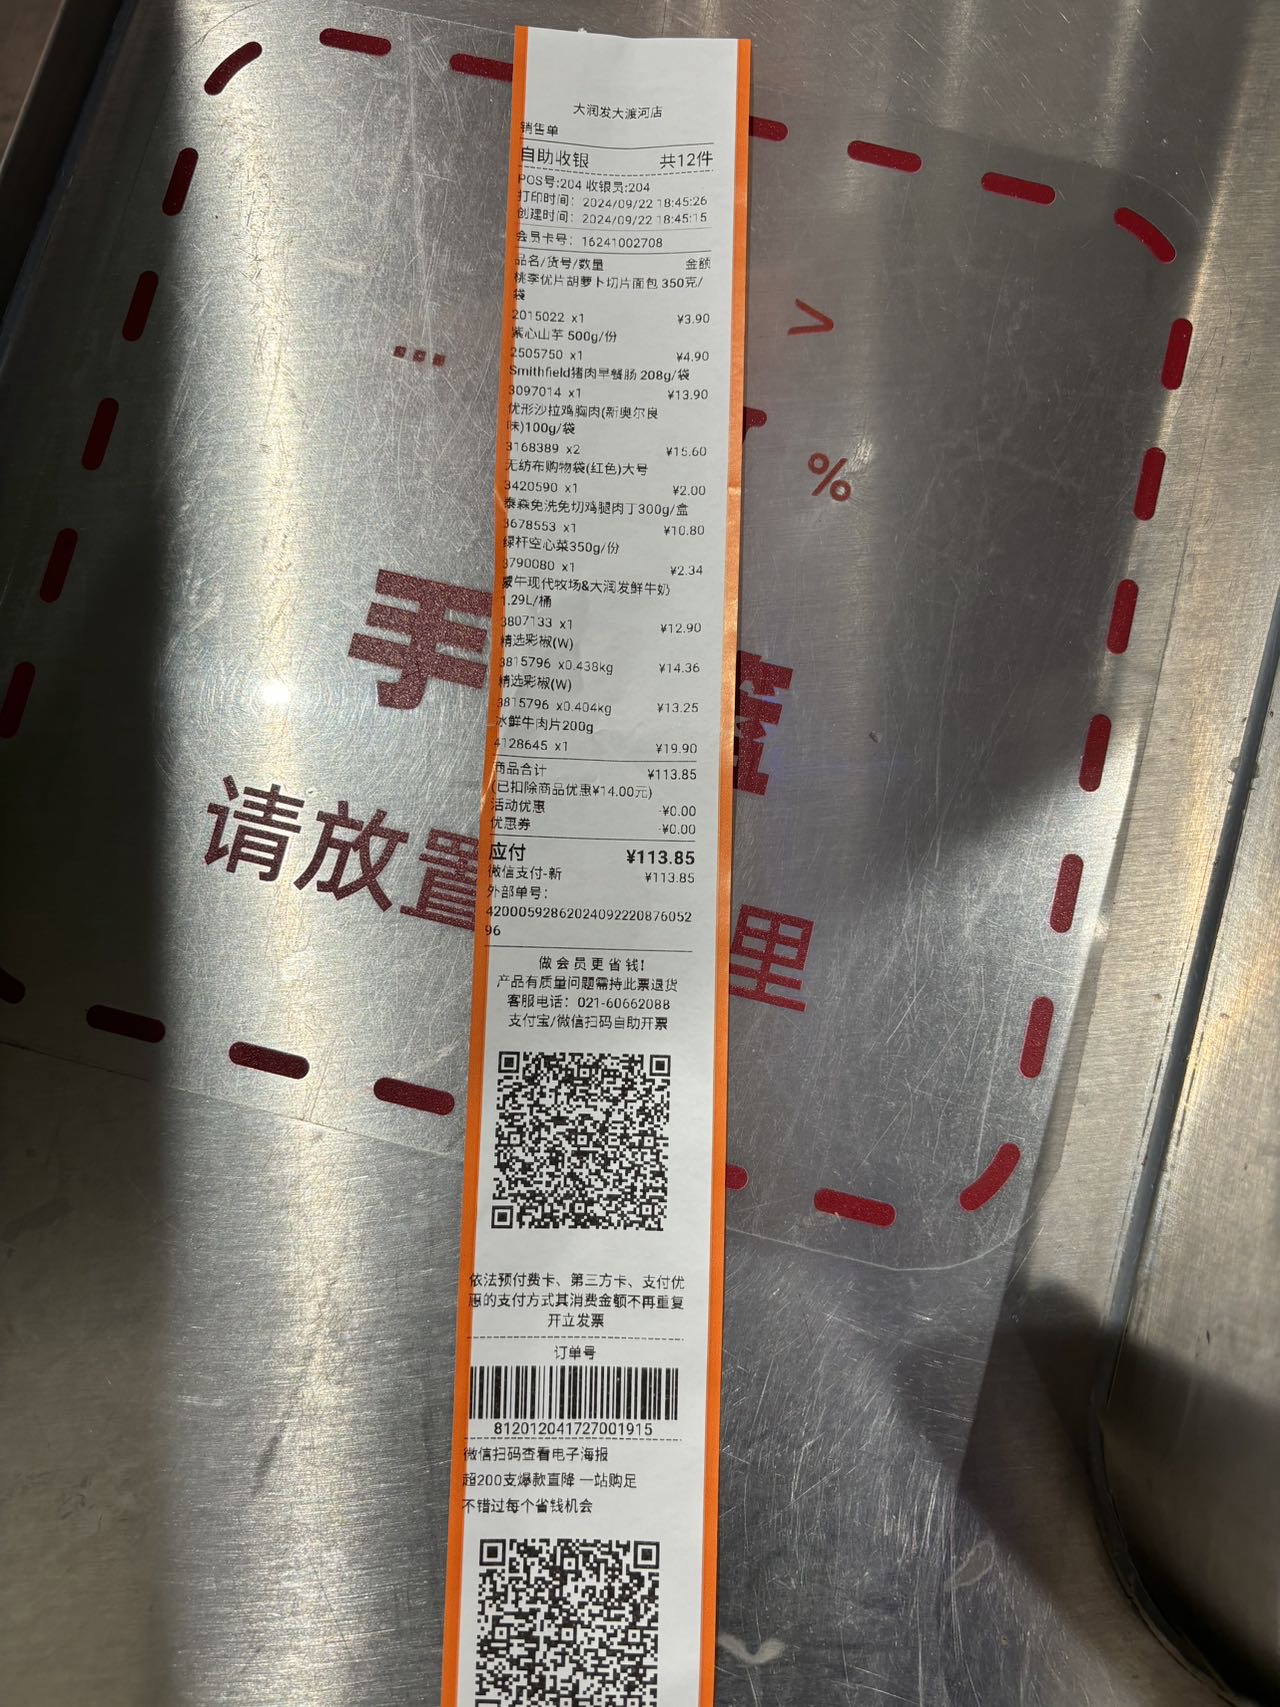 大润发大渡河店
销售单
自助收银 共12件
POS号:204 收银员:204
打印时间: 2024/09/22 18:45:26
创建时间: 2024/09/22 18:45:15
会员卡号: 16241002708
品名/货号/数量 金额
桃李优片胡萝卜切片面包 350克/
袋
2015022 x1 ¥3.90
紫心山芋 500g/份
2505750 x1 ¥4.90
Smithfield猪肉早餐肠 208g/袋
3097014 x1 ¥13.90
优形沙拉鸡胸肉(新奥尔良
味)100g/袋
3168389 x2 ¥15.60
无纺布购物袋(红色)大号
3420590 x1 ¥2.00
泰森免洗免切鸡腿肉丁300g/盒
3678553 x1 ¥10.80
绿杆空心菜350g/份
3790080 x1 ¥2.34
蒙牛现代牧场&大润发鲜牛奶
1.29L/桶
3807133 x1 ¥12.90
精选彩椒(W)
3815796 x0.438kg ¥14.36
精选彩椒(W)
3815796 x0.404kg ¥13.25
冰鲜牛肉片200g
4128645 x1 ¥19.90
商品合计 ¥113.85
(已扣除商品优惠¥14.00元)
活动优惠 -¥0.00
优惠券 -¥0.00
应付 ¥113.85
微信支付-新 ¥113.85
外部单号:
42000592862024092220876052
96
做会员更省钱!
产品有质量问题需持此票退货
客服电话: 021-60662088
支付宝/微信扫码自助开票
依法预付费卡、第三方卡、支付优
惠的支付方式其消费金额不再重复
开立发票
订单号
812012041727001915
微信扫码查看电子海报
超200支爆款直降 一站购足
不错过每个省钱机会
%
手
请放置 里